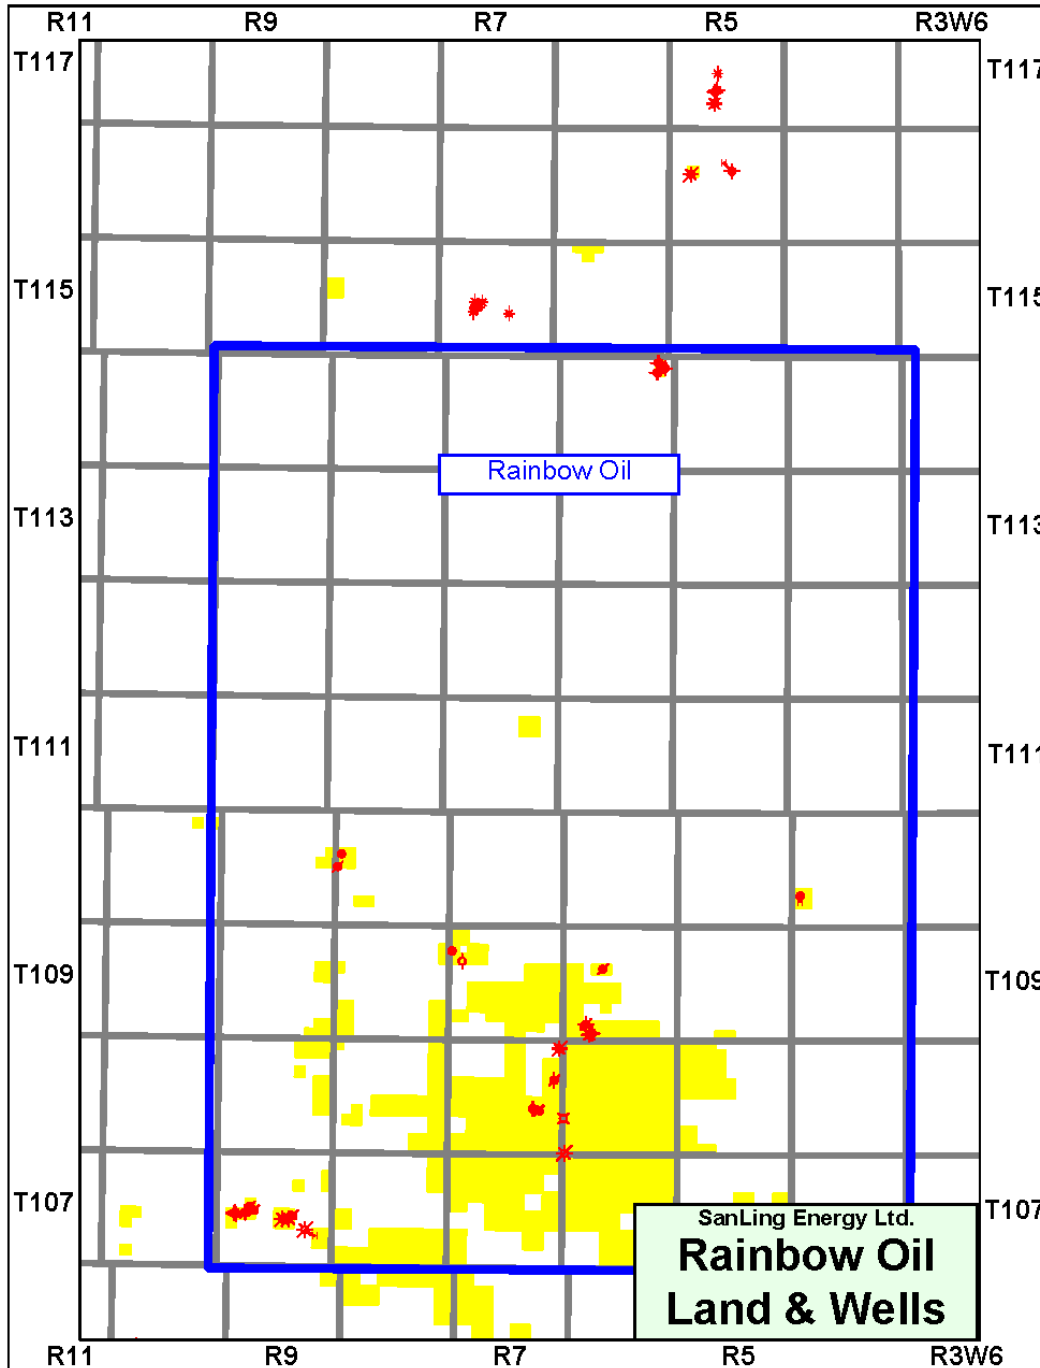 R11 R9 R7 R5 R3W6
T117 T117
T115 T115
Rainbow Oil
T113 T113
T111 T111
T109 T109
T107 T107
SanLing Energy Ltd.
Rainbow Oil
Land & Wells
R11 R9 R7 R5 R3W6